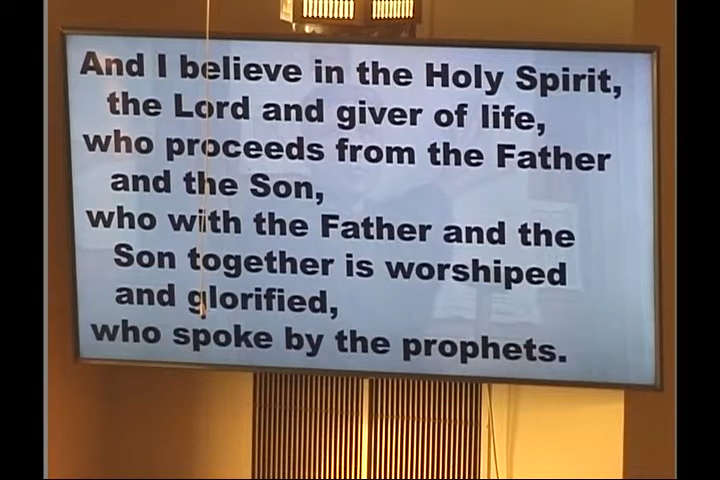 And I believe in the Holy Spirit,
the Lord and giver of life,
who proceeds from the Father
and the Son,
who with the Father and the
Son together is worshiped
and glorified,
who spoke by the prophets.